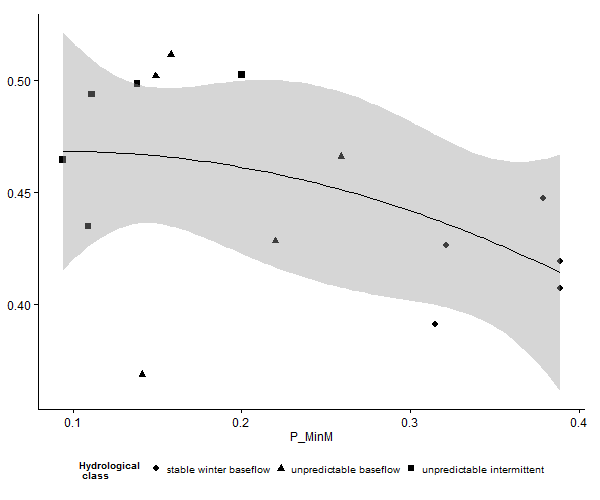 0.50
0.45
0.40
0.1 0.2 0.3 0.4
P_MinM
Hydrological
class
stable winter baseflow unpredictable baseflow unpredictable intermittent